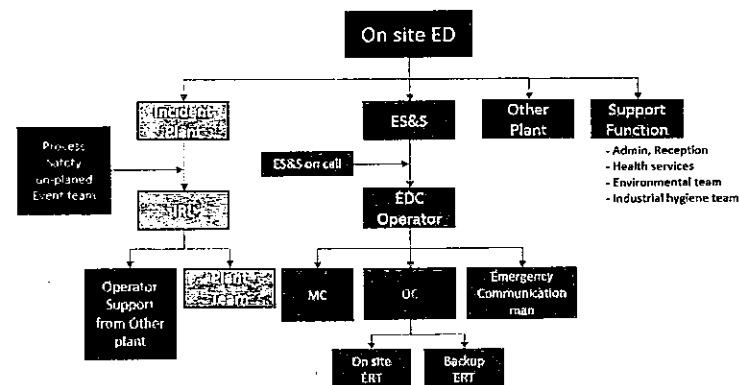 On site ED
Incident
Plant
ES&S
Other
Plant
Support
Function
- Admin, Reception
- Health services
- Environmental team
- Industrial hygiene team
Process
Safety
un-planed
Event team
ES&S on call
EDC
Operator
Operator
Support
from Other
plant
Plant
Team
MC
OC
Emergency
Communication
man
On site
ERT
Backup
ERT